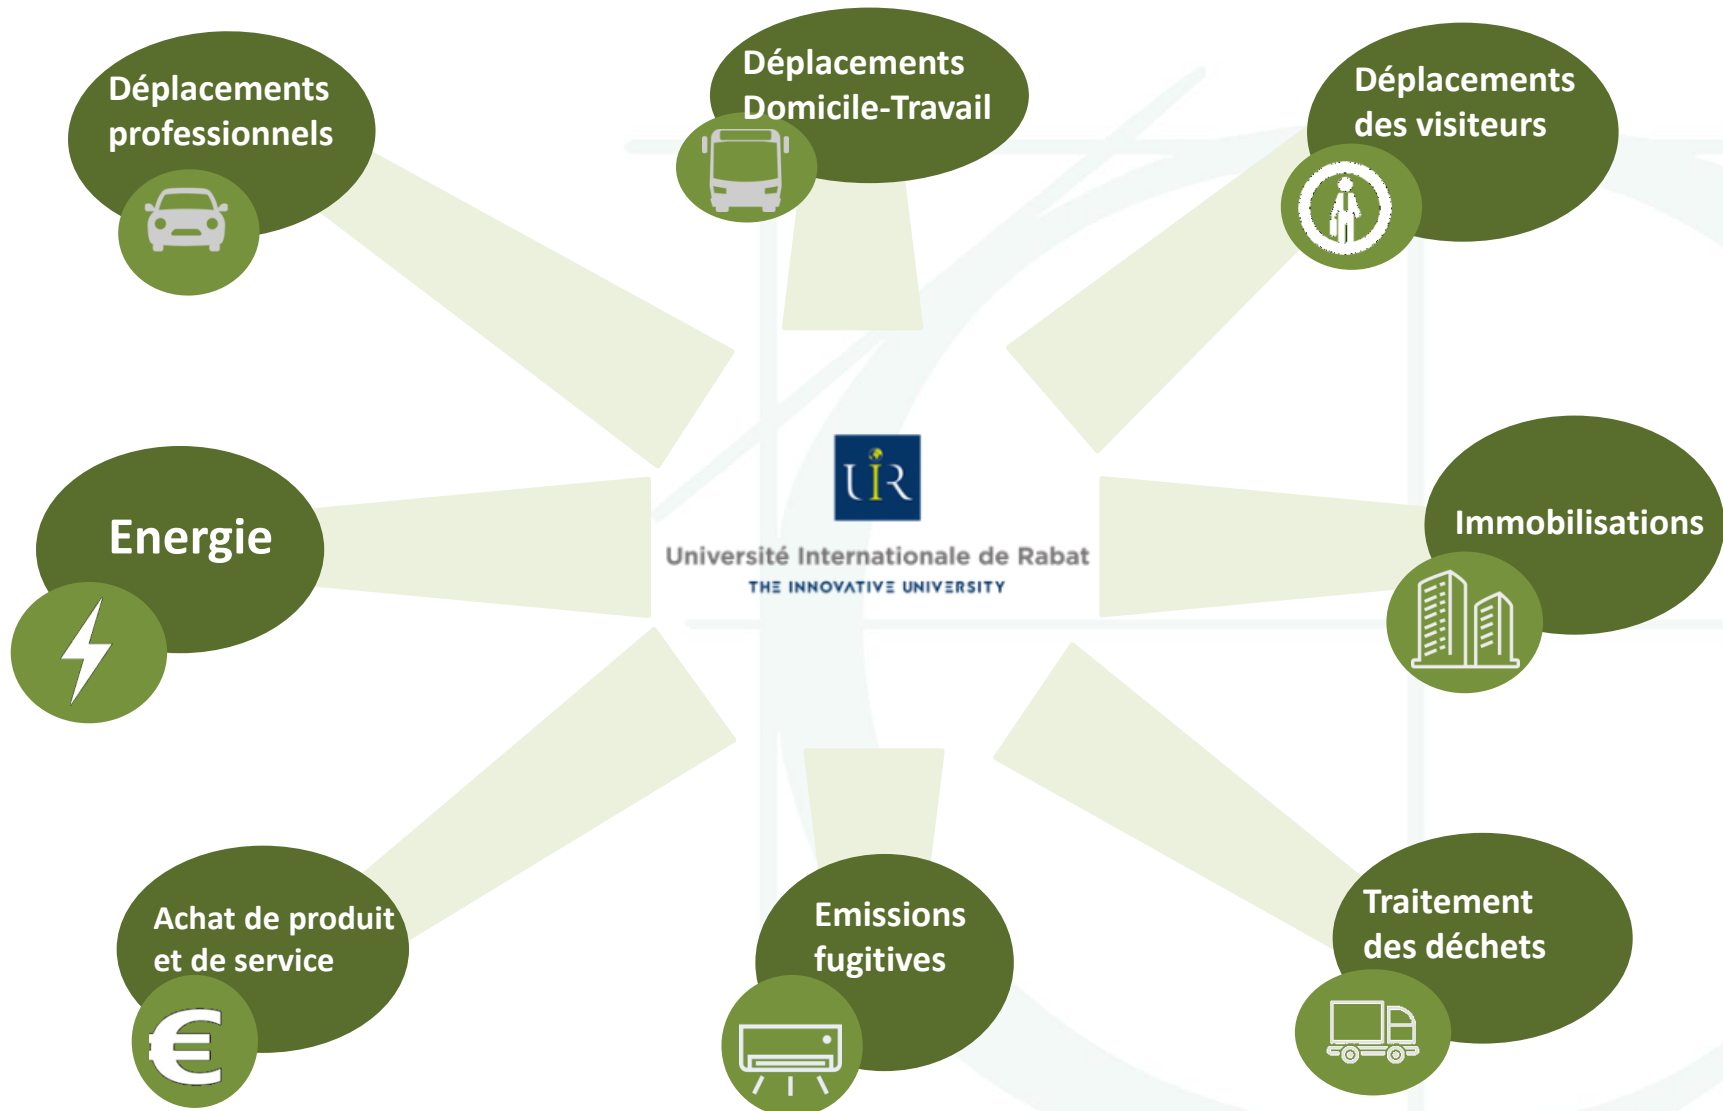 Déplacements
professionnels
Déplacements
Domicile-Travail
Déplacements
des visiteurs
Energie
UIR
Université Internationale de Rabat
THE INNOVATIVE UNIVERSITY
Immobilisations
Achat de produit
et de service
€
Emissions
fugitives
Traitement
des déchets